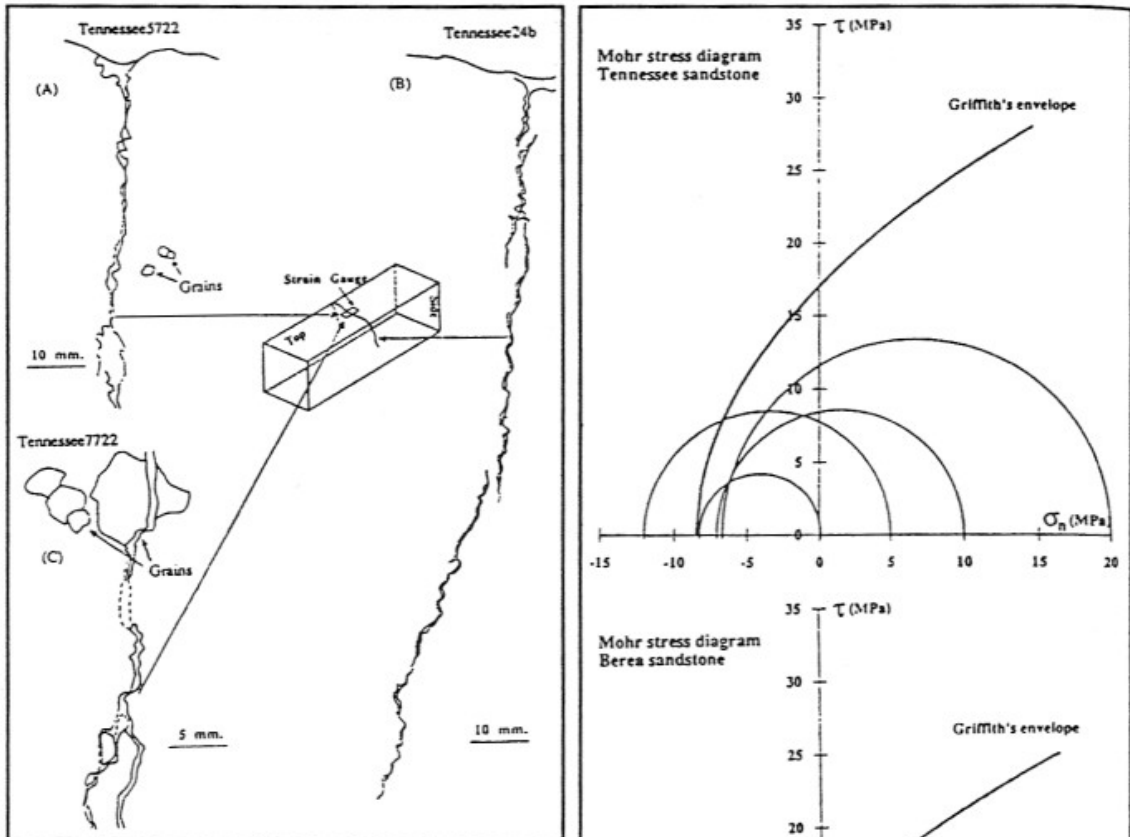 Tennessee5722
Tennessee24b
(A)
(B)
Grains
Strain Gauge
Top
Side
10 mm.
Tennessee7722
(C)
Grains
5 mm.
10 mm.
35
τ (MPa)
Mohr stress diagram
Tennessee sandstone
30
Griffith's envelope
25
20
15
10
5
σn (MPa)
0
-15
-10
-5
0
5
10
15
20
35
τ (MPa)
Mohr stress diagram
Berea sandstone
30
Griffith's envelope
25
20